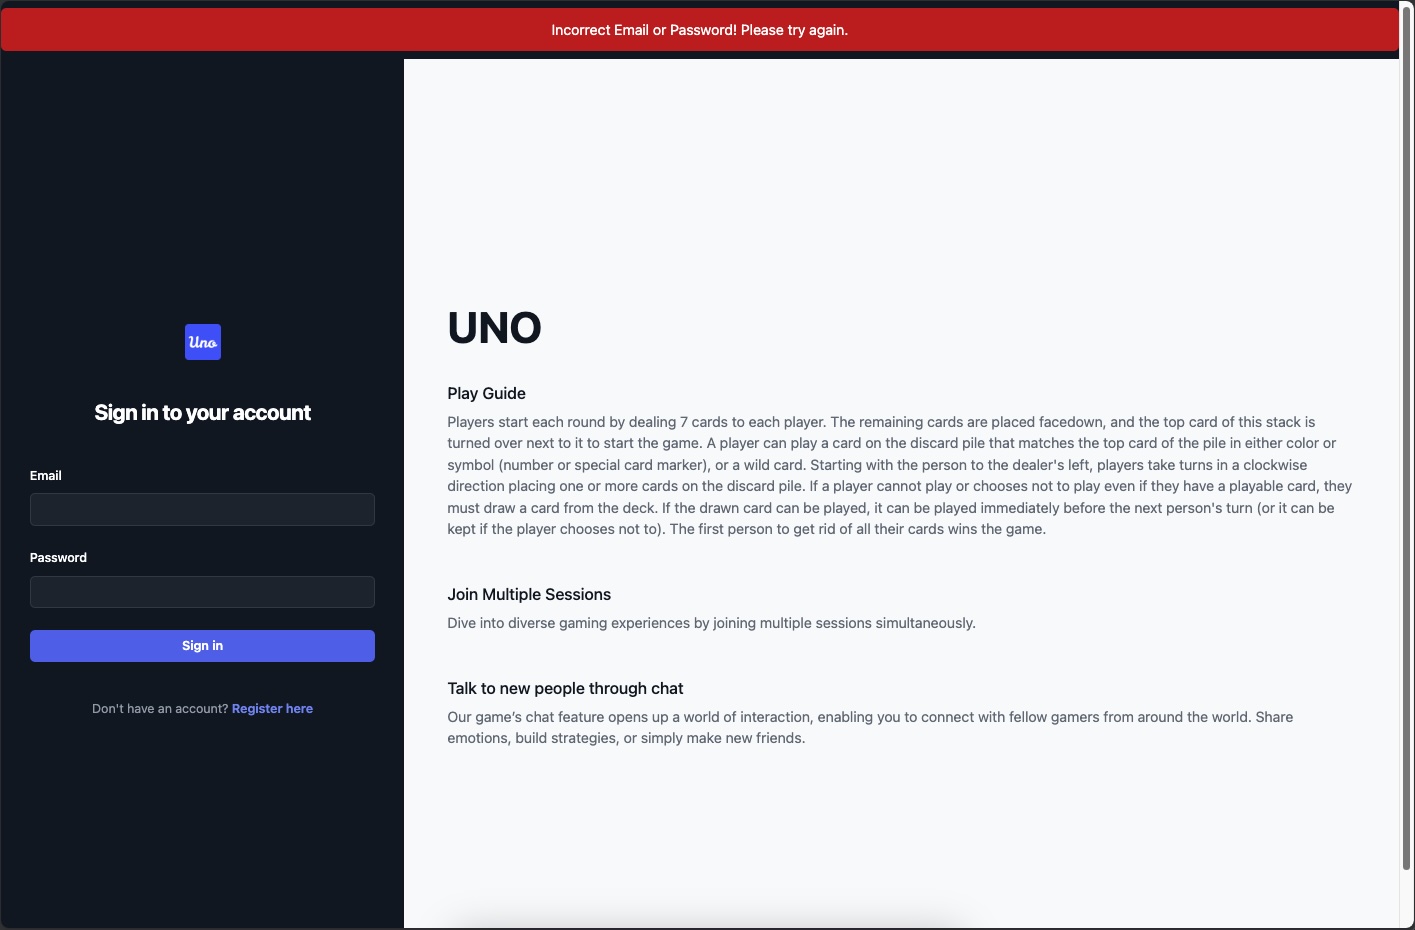 Incorrect Email or Password! Please try again.
Uno
Sign in to your account
Email
Password
Sign in
Don't have an account? Register here
UNO
Play Guide
Players start each round by dealing 7 cards to each player. The remaining cards are placed facedown, and the top card of this stack is
turned over next to it to start the game. A player can play a card on the discard pile that matches the top card of the pile in either color or
symbol (number or special card marker), or a wild card. Starting with the person to the dealer's left, players take turns in a clockwise
direction placing one or more cards on the discard pile. If a player cannot play or chooses not to play even if they have a playable card, they
must draw a card from the deck. If the drawn card can be played, it can be played immediately before the next person's turn (or it can be
kept if the player chooses not to). The first person to get rid of all their cards wins the game.
Join Multiple Sessions
Dive into diverse gaming experiences by joining multiple sessions simultaneously.
Talk to new people through chat
Our game’s chat feature opens up a world of interaction, enabling you to connect with fellow gamers from around the world. Share
emotions, build strategies, or simply make new friends.